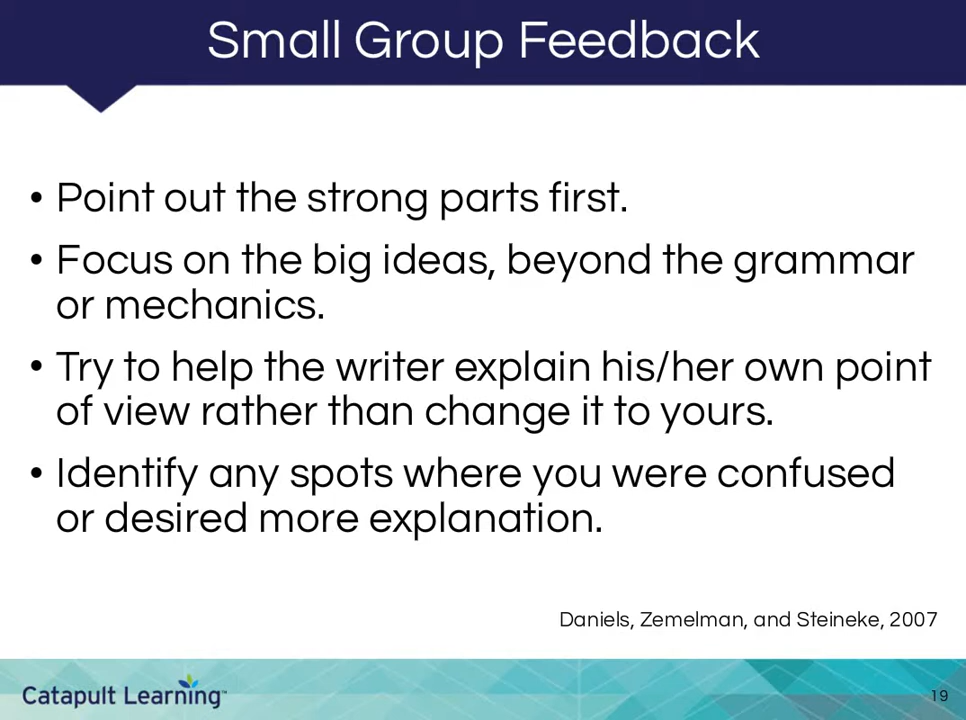 Small Group Feedback
• Point out the strong parts first.
• Focus on the big ideas, beyond the grammar
or mechanics.
• Try to help the writer explain his/her own point
of view rather than change it to yours.
• Identify any spots where you were confused
or desired more explanation.
Daniels, Zemelman, and Steineke, 2007
Catapult Learning™
19